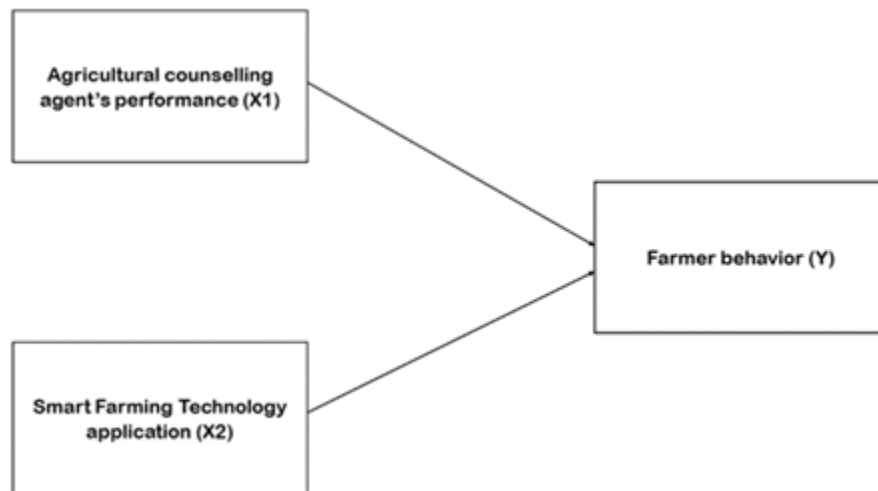 Agricultural counselling
agent's performance (X1)
Farmer behavior (Y)
Smart Farming Technology
application (X2)